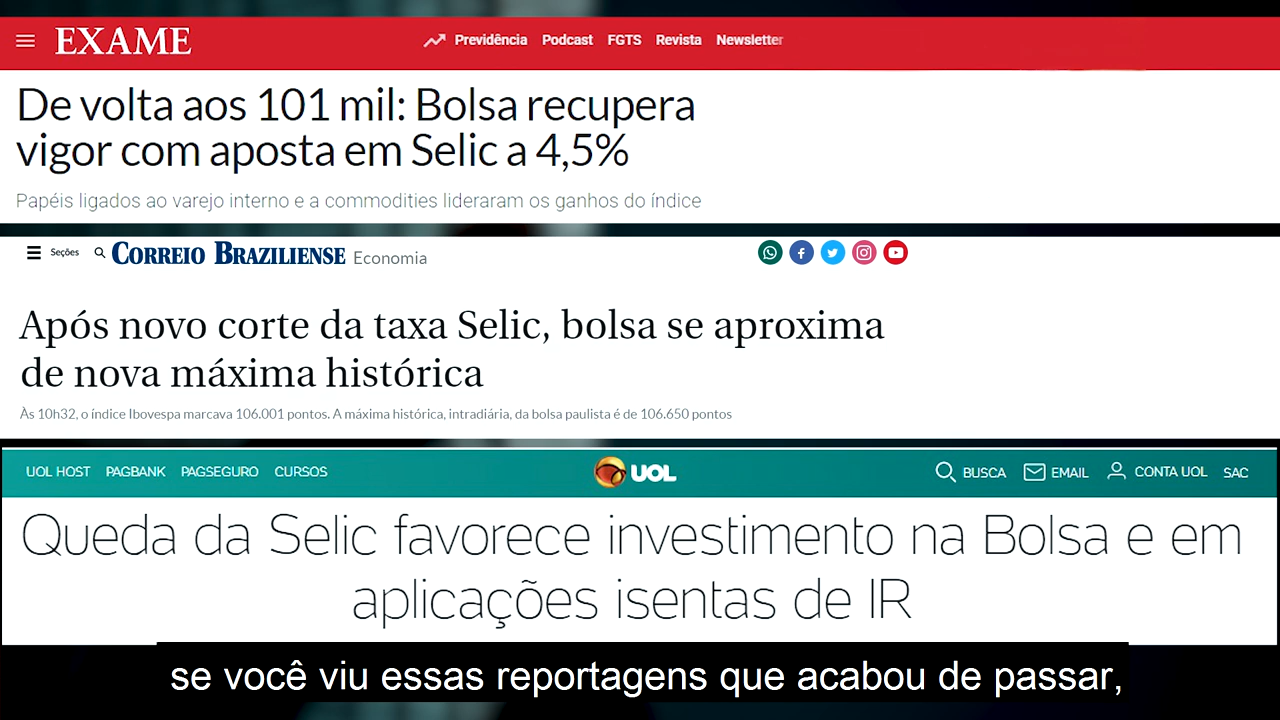 EXAME Previdência Podcast FGTS Revista Newsletter
De volta aos 101 mil: Bolsa recupera
vigor com aposta em Selic a 4,5%
Papéis ligados ao varejo interno e a commodities lideraram os ganhos do índice
Seções CORREIO BRAZILIENSE Economia
Após novo corte da taxa Selic, bolsa se aproxima
de nova máxima histórica
Às 10h32, o índice Ibovespa marcava 106.001 pontos. A máxima histórica, intradiária, da bolsa paulista é de 106.650 pontos
UOL HOST PAGBANK PAGSEGURO CURSOS UOL BUSCA EMAIL CONTA UOL SAC
Queda da Selic favorece investimento na Bolsa e em
aplicações isentas de IR
se você viu essas reportagens que acabou de passar,